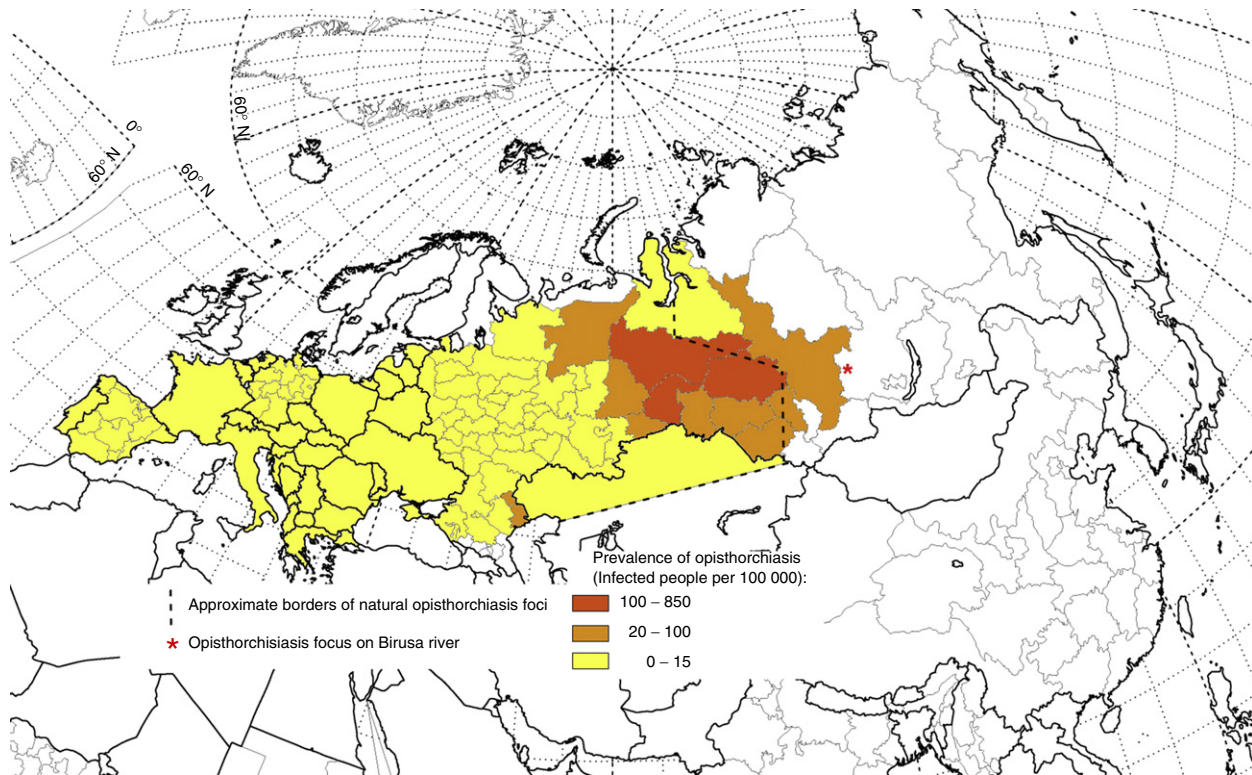 0°
60° N
60° N
60° N
Prevalence of opisthorchiasis
(Infected people per 100 000):
Approximate borders of natural opisthorchiasis foci
100 – 850
20 – 100
* Opisthorchisiasis focus on Birusa river
0 – 15
*